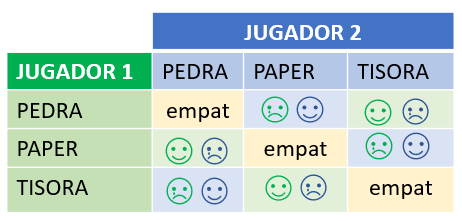 JUGADOR 2
JUGADOR 1 PEDRA PAPER TISORA
PEDRA empat
PAPER empat
TISORA empat